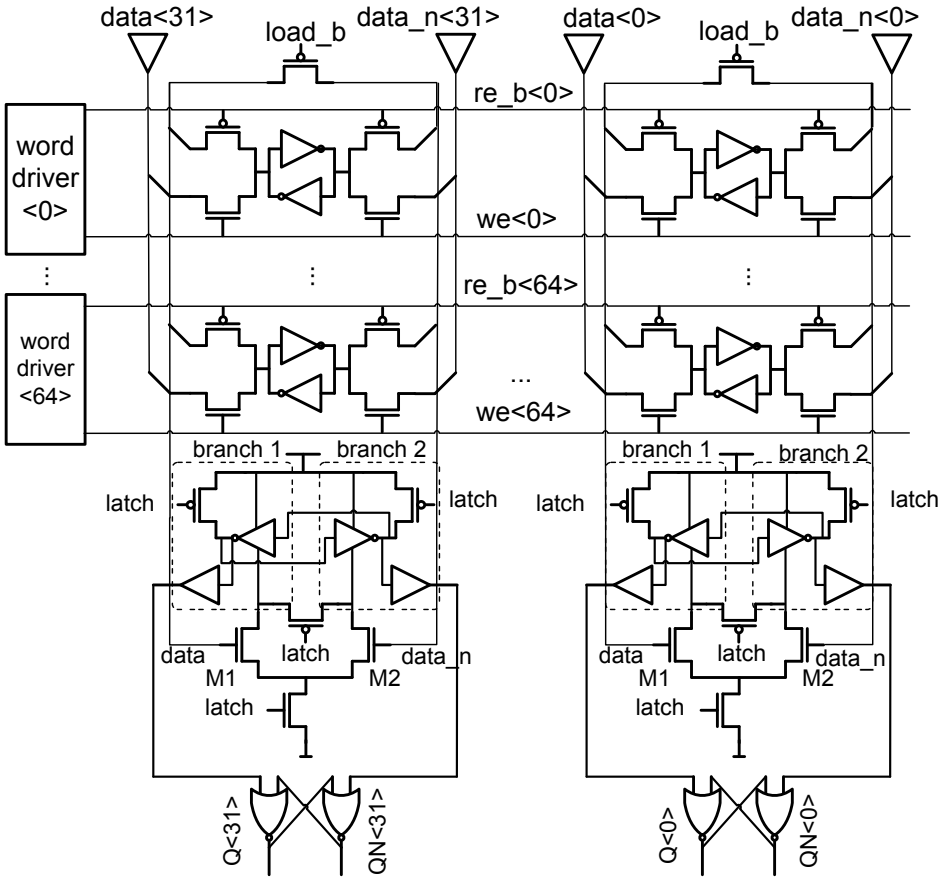 data<31>
data_n<31>
data<0>
data_n<0>
load_b
load_b
re_b<0>
word
driver
<0>
we<0>
...
...
...
re_b<64>
word
driver
<64>
...
we<64>
branch 1
branch 2
branch 1
branch 2
latch
latch
latch
latch
data
latch
data_n
data
latch
data_n
M1
M2
M1
M2
latch
latch
Q<31>
QN<31>
Q<0>
QN<0>